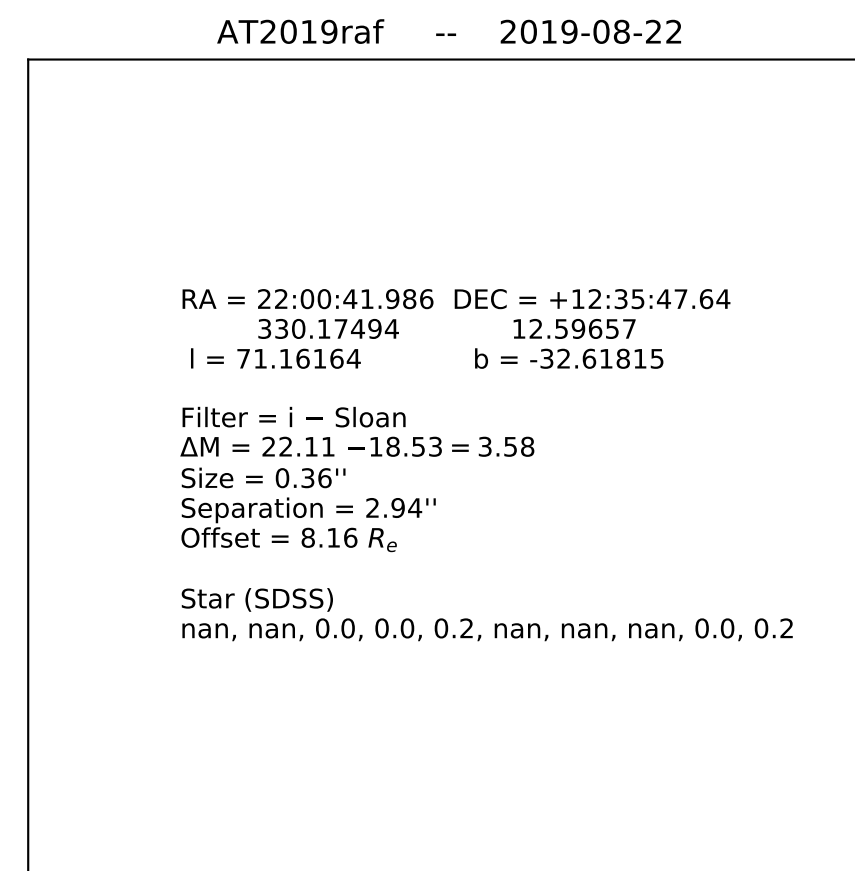 AT2019raf -- 2019-08-22
RA = 22:00:41.986 DEC = +12:35:47.64
330.17494 12.59657
l = 71.16164 b = -32.61815
Filter = i − Sloan
ΔM = 22.11 −18.53 = 3.58
Size = 0.36''
Separation = 2.94''
Offset = 8.16 Rₑ
Star (SDSS)
nan, nan, 0.0, 0.0, 0.2, nan, nan, nan, 0.0, 0.2